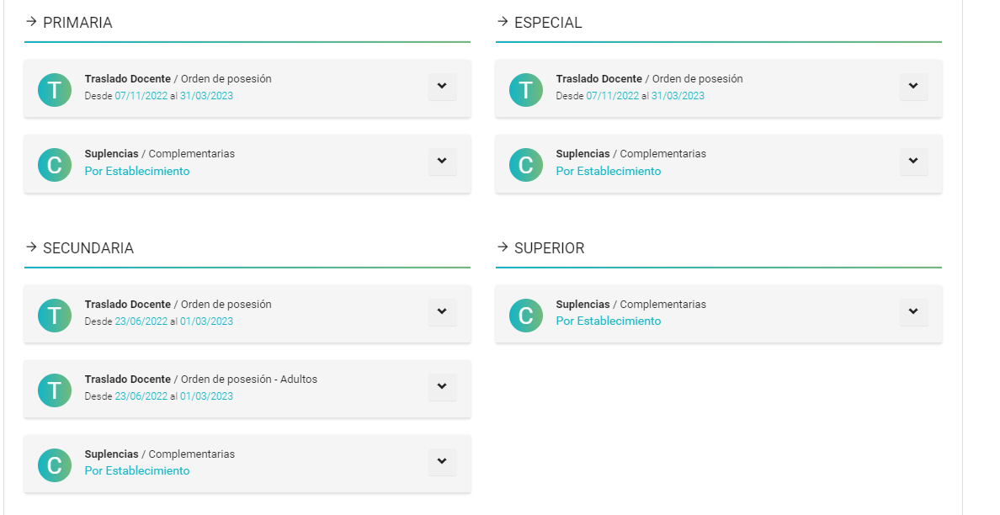 → PRIMARIA
T
Traslado Docente / Orden de posesión
Desde 07/11/2022 al 31/03/2023
C
Suplencias / Complementarias
Por Establecimiento
→ ESPECIAL
T
Traslado Docente / Orden de posesión
Desde 07/11/2022 al 31/03/2023
C
Suplencias / Complementarias
Por Establecimiento
→ SECUNDARIA
T
Traslado Docente / Orden de posesión
Desde 23/06/2022 al 01/03/2023
T
Traslado Docente / Orden de posesión - Adultos
Desde 23/06/2022 al 01/03/2023
C
Suplencias / Complementarias
Por Establecimiento
→ SUPERIOR
C
Suplencias / Complementarias
Por Establecimiento